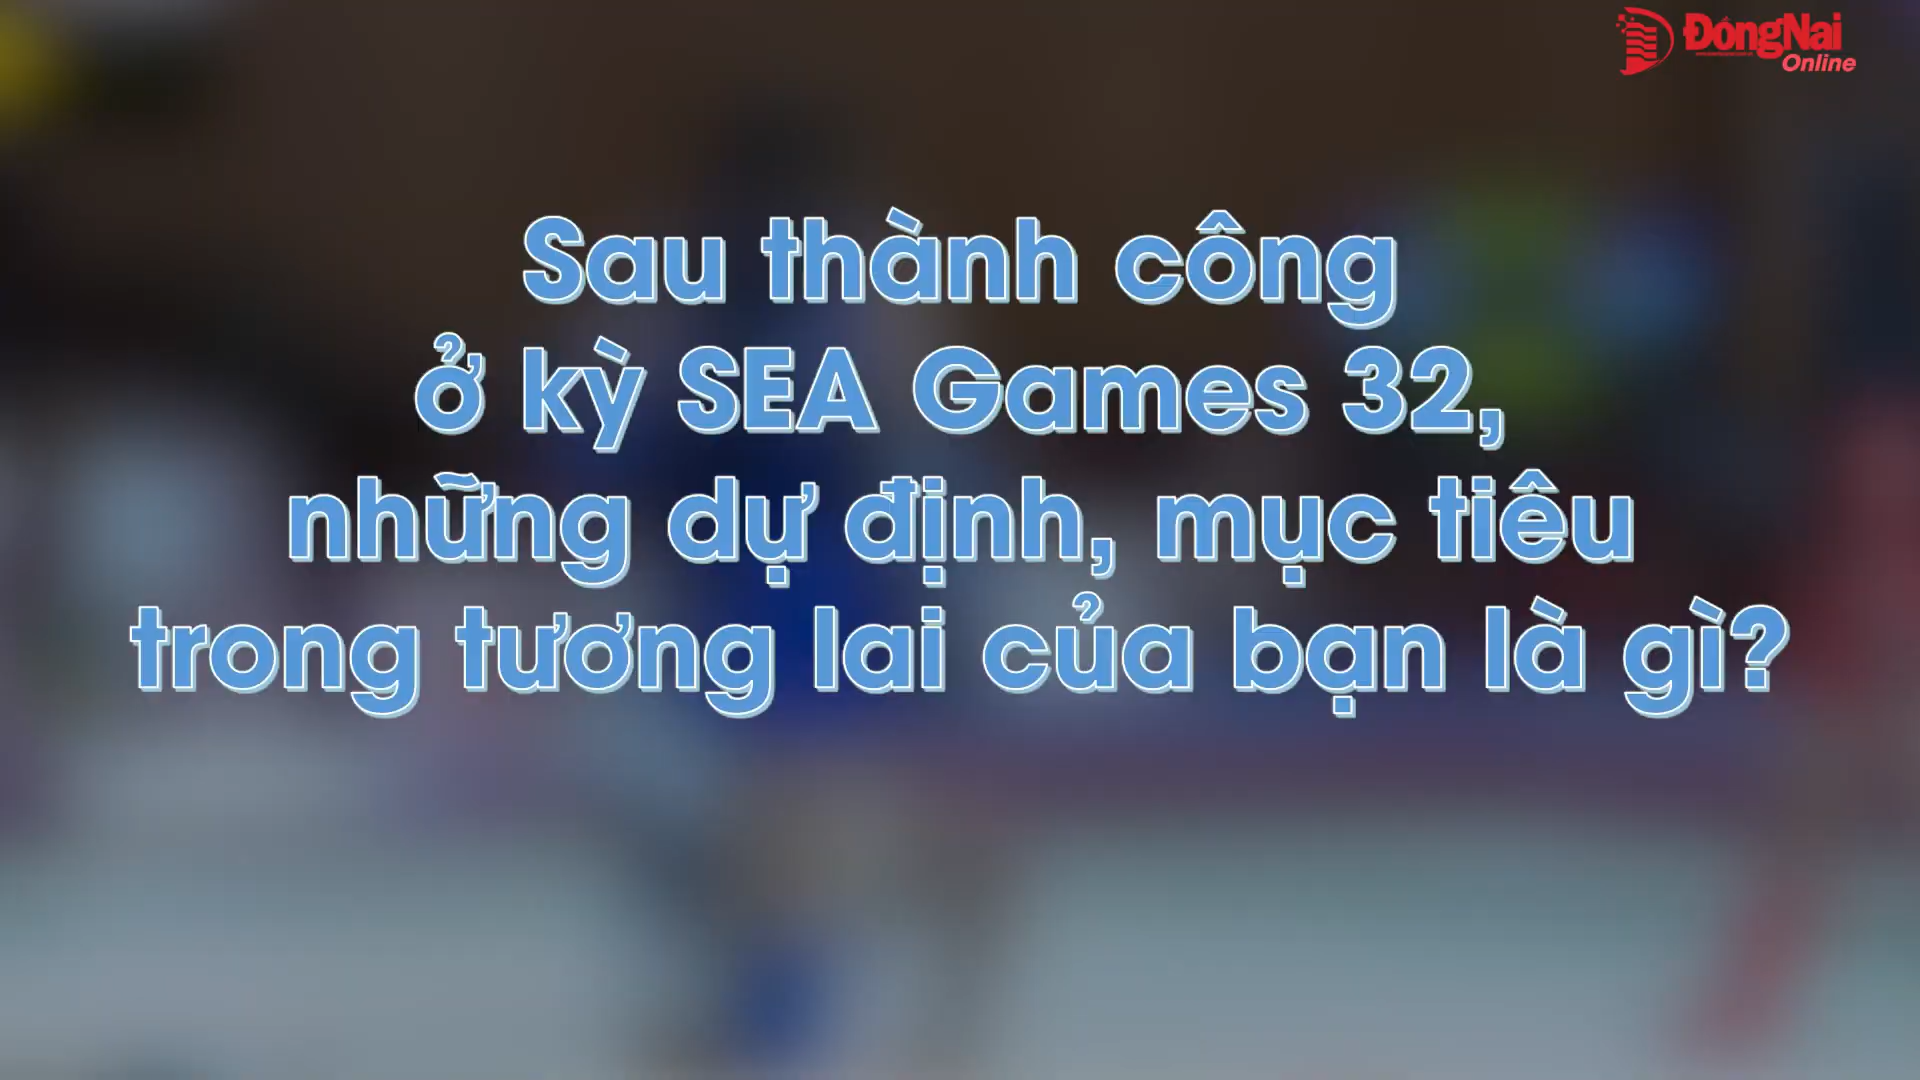 ĐồngNai
Online
Sau thành công
ở kỳ SEA Games 32,
những dự định, mục tiêu
trong tương lai của bạn là gì?